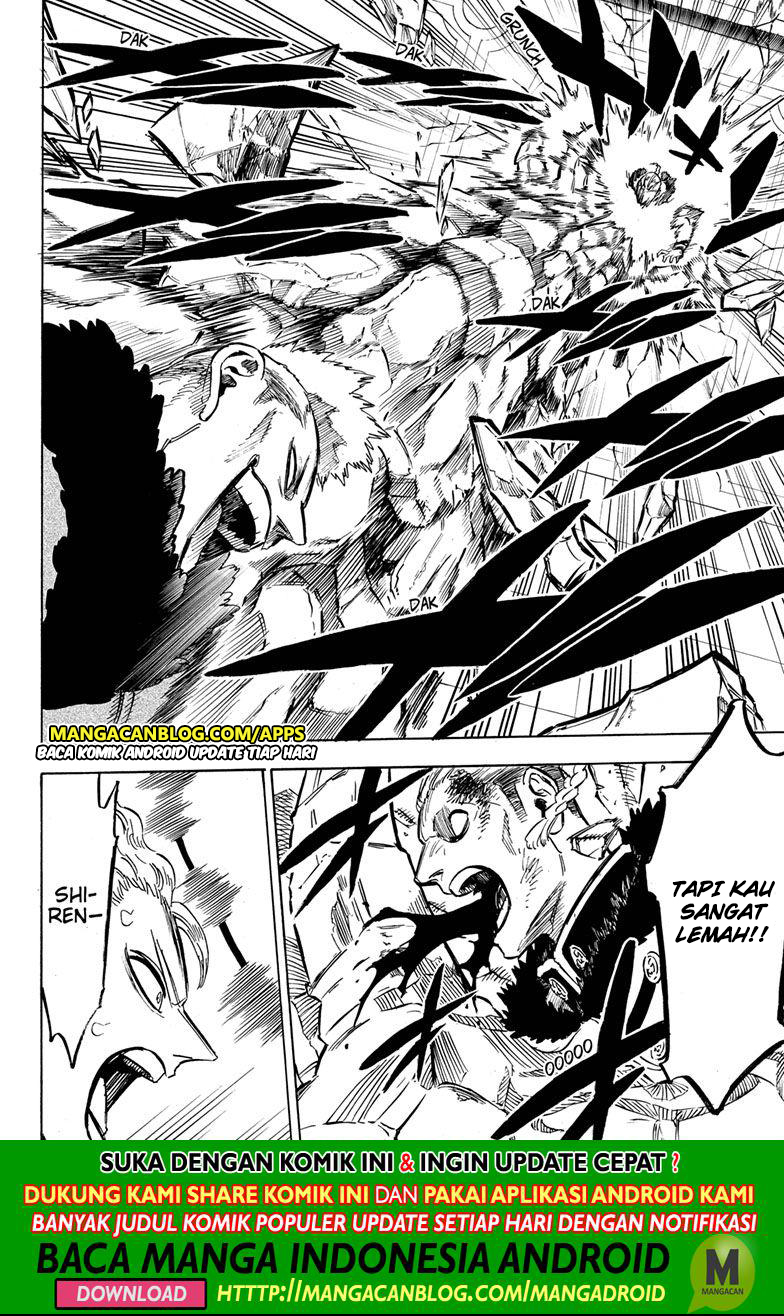 DAK
DAK
GRUNCH
DAK
DAK
MANGACANBLOG.COM/APPS
BACA KOMIK ANDROID UPDATE TIAP HARI
TAPI KAU
SANGAT
LEMAH!!
SHI-
REN-
SUKA DENGAN KOMIK INI & INGIN UPDATE CEPAT ?
DUKUNG KAMI SHARE KOMIK INI DAN PAKAI APLIKASI ANDROID KAMI
BANYAK JUDUL KOMIK POPULER UPDATE SETIAP HARI DENGAN NOTIFIKASI
BACA MANGA INDONESIA ANDROID
M
MANGACAN
DOWNLOAD HTTTP://MANGACANBLOG.COM/MANGADROID